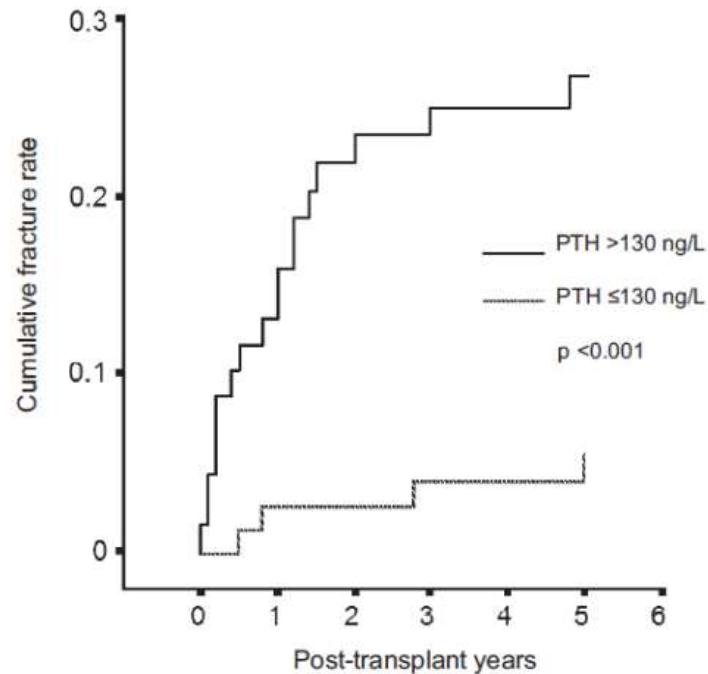 0.3
0.2
0.1
0
Cumulative fracture rate
PTH >130 ng/L
PTH ≤130 ng/L
p <0.001
0 1 2 3 4 5 6
Post-transplant years